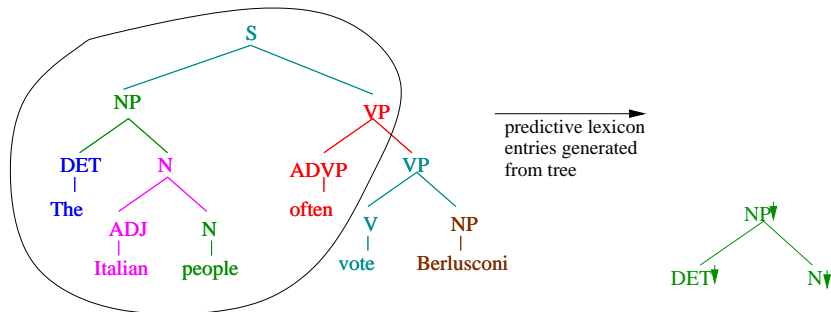 S
NP VP
DET N ADVP VP
The often
ADJ N V NP
Italian people vote Berlusconi
predictive lexicon
entries generated
from tree
NP
DET N